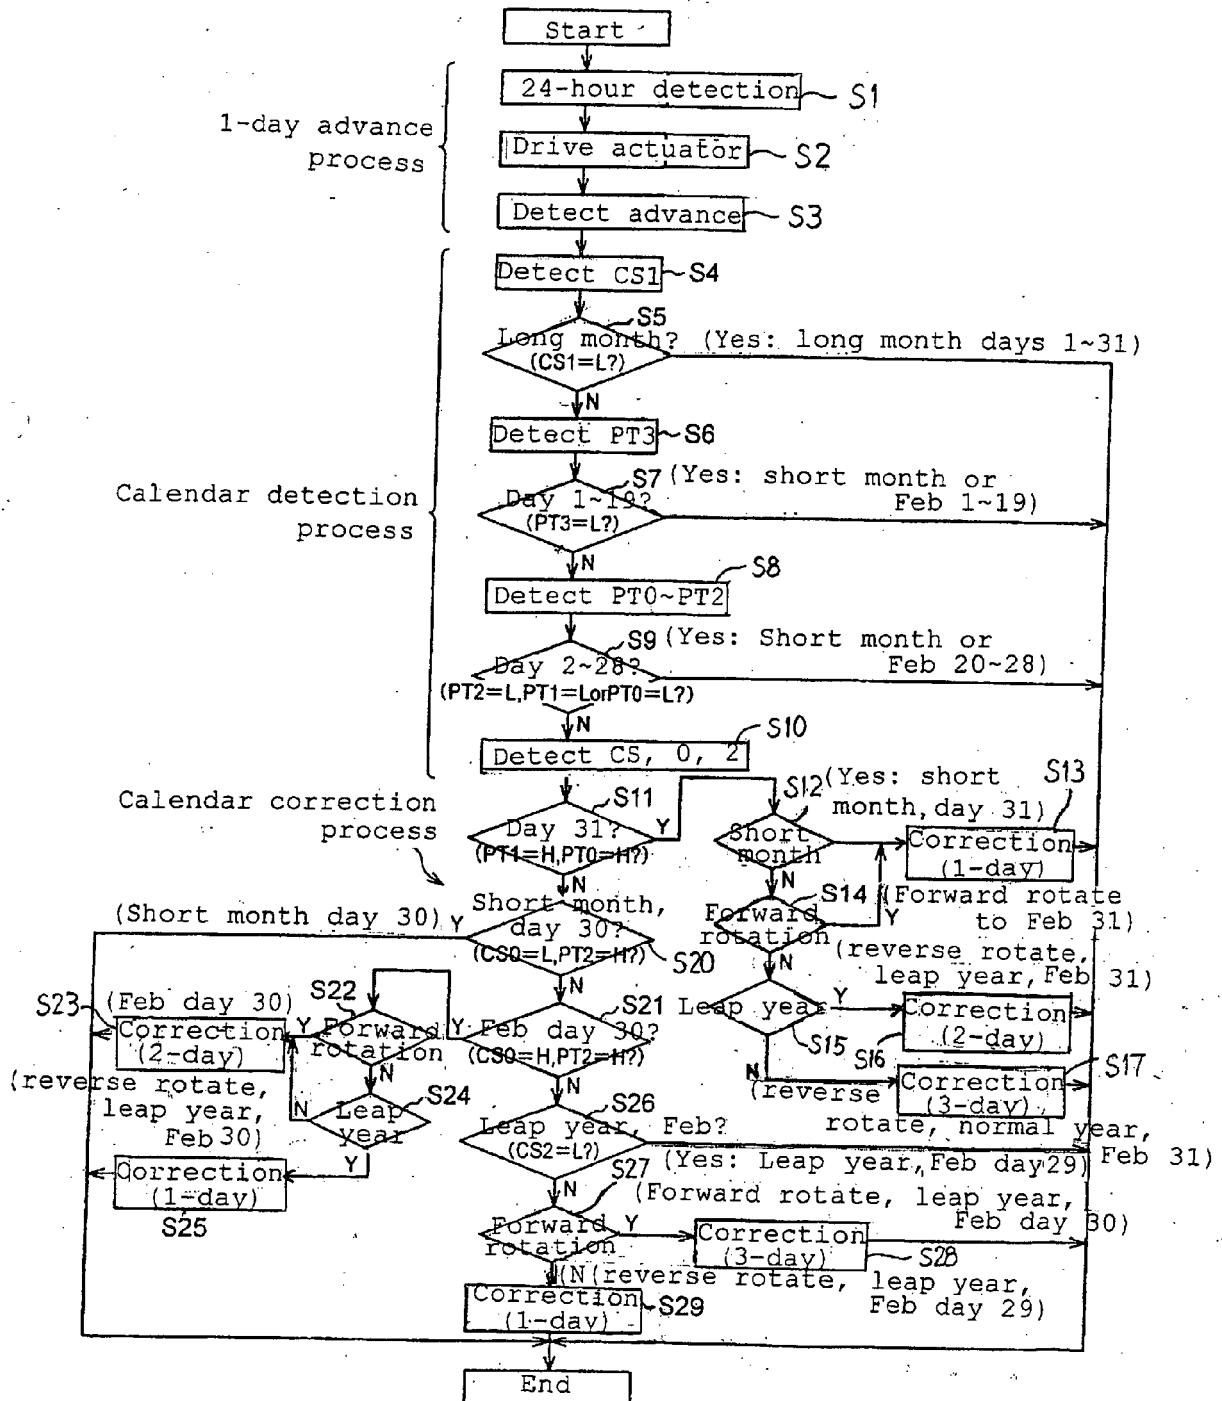 Start
24-hour detection
S1
1-day advance
process
Drive actuator
S2
Detect advance
S3
Detect CS1
S4
S5
Long month?
(CS1=L?)
(Yes: long month days 1~31)
N
Detect PT3
S6
Calendar detection
process
S7
Day 1~19?
(PT3=L?)
(Yes: short month or
Feb 1~19)
N
S8
Detect PT0~PT2
S9
(Yes: Short month or
Feb 20~28)
Day 2~28?
(PT2=L,PT1=LorPT0=L?)
N
S10
Detect CS, 0, 2
Calendar correction
process
S11
Day 31?
(PT1=H,PT0=H?)
Y
N
S12
(Yes: short
month, day 31)
S13
Short
month
Correction
(1-day)
N
S14
(Forward rotate
to Feb 31)
Forward
rotation
Y
N
(reverse rotate,
leap year, Feb 31)
Leap year
Y
S15
Correction
(2-day)
S16
N
S17
Correction
(3-day)
(reverse
rotate, normal year,
Feb 31)
(Short month day 30)
Y
Short month,
day 30?
(CS0=L,PT2=H?)
S20
N
S21
Feb day 30?
(CS0=H,PT2=H?)
Y
N
S22
Forward
rotation
Y
N
S23
(Feb day 30)
Correction
(2-day)
(reverse rotate,
leap year,
Feb 30)
S24
Leap
year
N
Y
Correction
(1-day)
S25
S26
Leap year, Feb?
(CS2=L?)
(Yes: Leap year, Feb day 29)
N
S27
Forward
rotation
Y
(Forward rotate, leap year,
Feb day 30)
Correction
(3-day)
S28
(N (reverse rotate, leap year,
Feb day 29)
Correction
(1-day)
S29
End